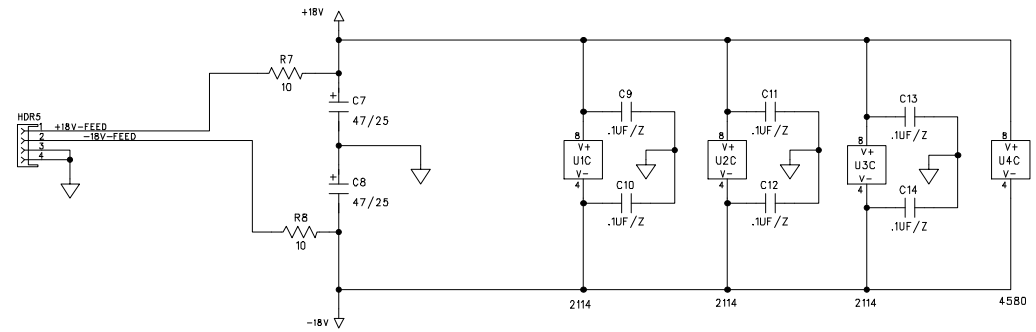 +18V
R7
10
HDR5
1 +18V-FEED
2 -18V-FEED
3
4
+ C7
47/25
+ C8
47/25
R8
10
-18V
C9
.1UF/Z
8
V+
U1C
V-
4
C10
.1UF/Z
2114
C11
.1UF/Z
8
V+
U2C
V-
4
C12
.1UF/Z
2114
C13
.1UF/Z
8
V+
U3C
V-
4
C14
.1UF/Z
2114
8
V+
U4C
V-
4
4580